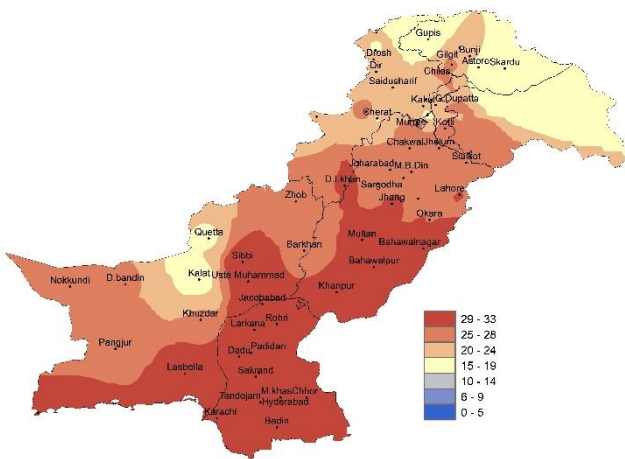 Gupis
Drosh
Gilgit
Bunji
Dir
Astore
Skardu
Chilas
Saidusharif
Kakul
G.Dupatta
Cherat
Murree
Kotli
Chakwal
Jhelum
Sialkot
Joharabad
M.B.Din
D.I.khan
Sargodha
Zhob
Jhang
Lahore
Okara
Quetta
Multan
Barkhan
Bahawalnagar
Sibbi
Bahawalpur
Nokkundi
D.bandin
Kalat
Usta Muhammad
Khanpur
Jacobabad
Khuzdar
Larkana
Rohri
Panjgur
Dadu
Padidan
Lasbolla
Sakrand
Tandojam
M.khas
Chhor
Hyderabad
Karachi
Badin
29 - 33
25 - 28
20 - 24
15 - 19
10 - 14
6 - 9
0 - 5